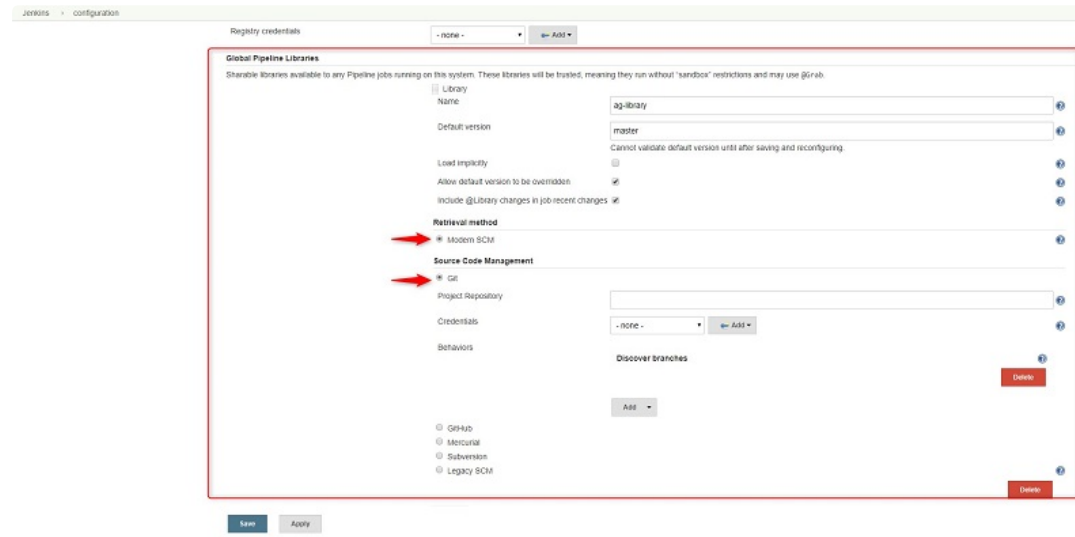 Jenkins › configuration
Registry credentials
- none -
Add
Global Pipeline Libraries
Sharable libraries available to any Pipeline jobs running on this system. These libraries will be trusted, meaning they run without "sandbox" restrictions and may use @Grab.
Library
Name
ag-library
Default version
master
Cannot validate default version until after saving and reconfiguring.
Load implicitly
Allow default version to be overridden
Include @Library changes in job recent changes
Retrieval method
Modern SCM
Source Code Management
Git
Project Repository
Credentials
- none -
Add
Behaviors
Discover branches
Delete
Add
GitHub
Mercurial
Subversion
Legacy SCM
Delete
Save
Apply